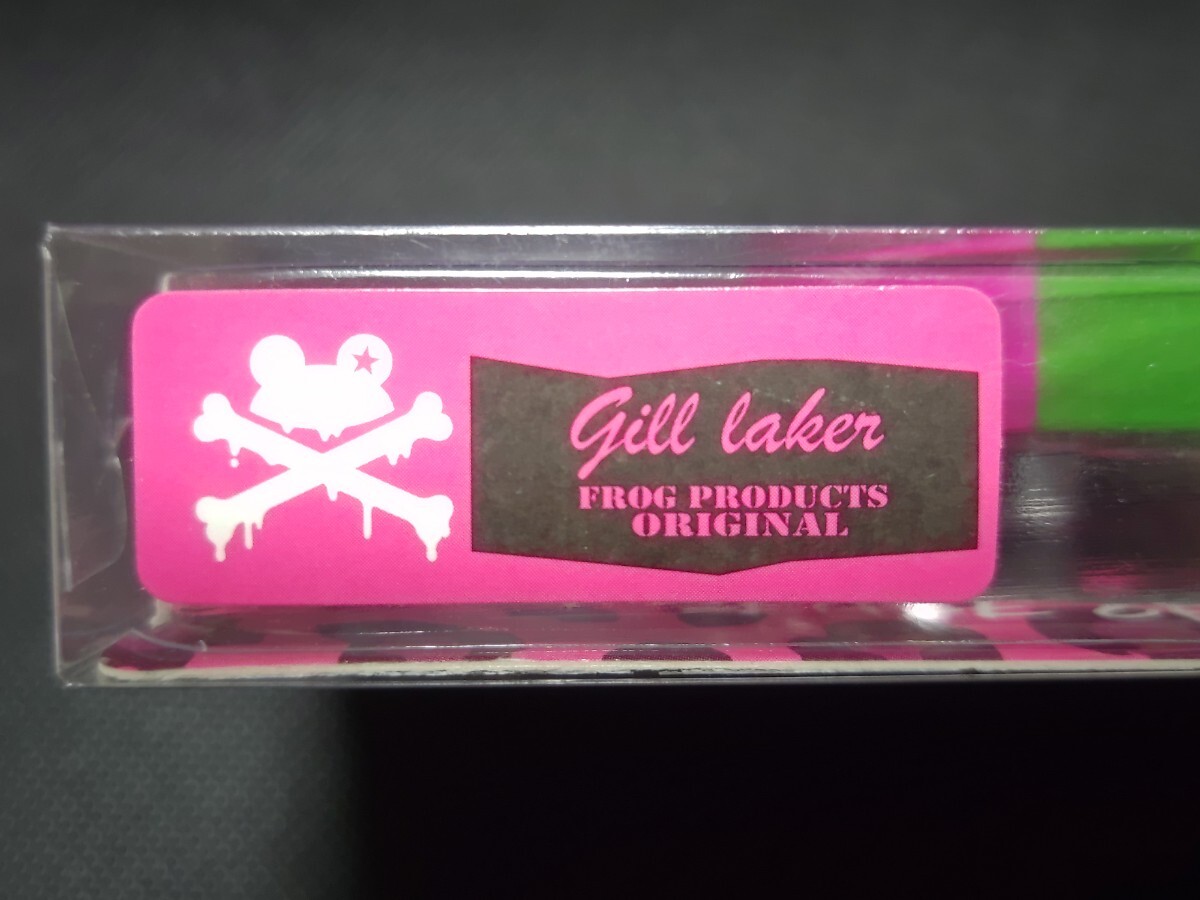 Gill laker
FROG PRODUCTS
ORIGINAL